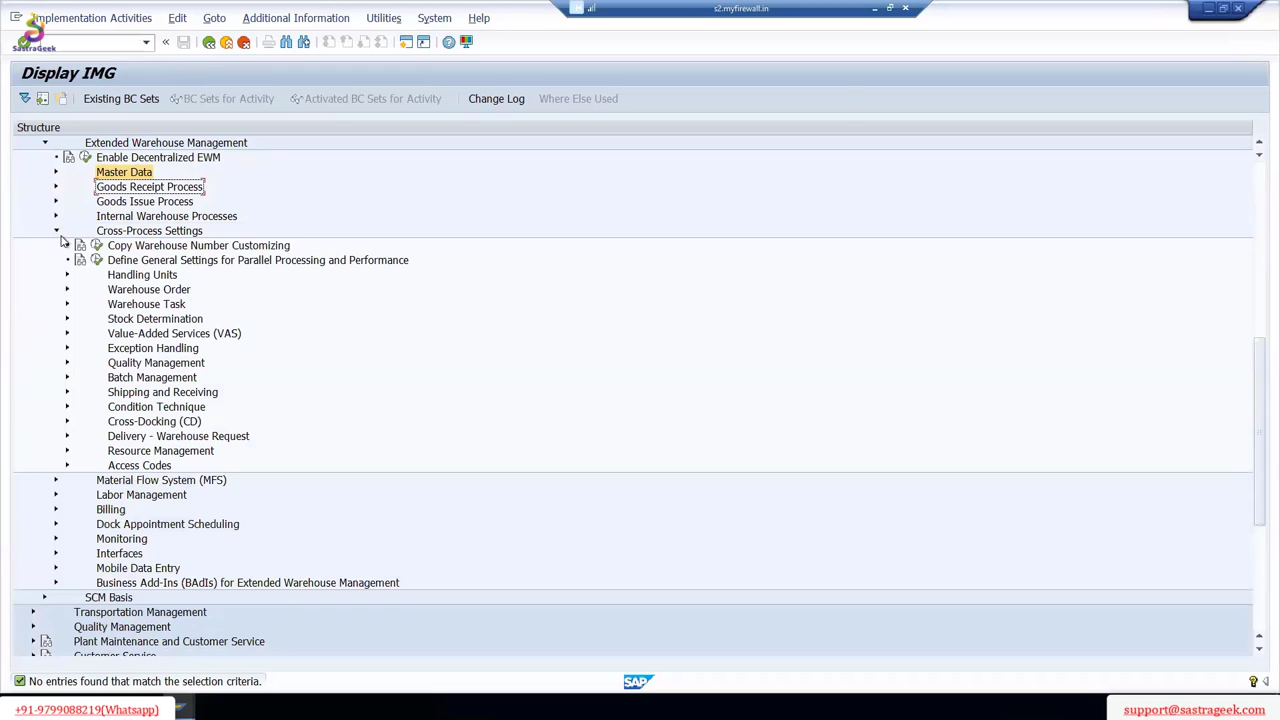 Implementation Activities Edit Goto Additional Information Utilities System Help
s2.myfirewall.in
SASTRAGEEK
Display IMG
Existing BC Sets BC Sets for Activity Activated BC Sets for Activity Change Log Where Else Used
Structure
Extended Warehouse Management
Enable Decentralized EWM
Master Data
Goods Receipt Process
Goods Issue Process
Internal Warehouse Processes
Cross-Process Settings
Copy Warehouse Number Customizing
Define General Settings for Parallel Processing and Performance
Handling Units
Warehouse Order
Warehouse Task
Stock Determination
Value-Added Services (VAS)
Exception Handling
Quality Management
Batch Management
Shipping and Receiving
Condition Technique
Cross-Docking (CD)
Delivery - Warehouse Request
Resource Management
Access Codes
Material Flow System (MFS)
Labor Management
Billing
Dock Appointment Scheduling
Monitoring
Interfaces
Mobile Data Entry
Business Add-Ins (BAdIs) for Extended Warehouse Management
SCM Basis
Transportation Management
Quality Management
Plant Maintenance and Customer Service
Customer Service
No entries found that match the selection criteria.
SAP
+91-9799088219(Whatsapp)
support@sastrageek.com